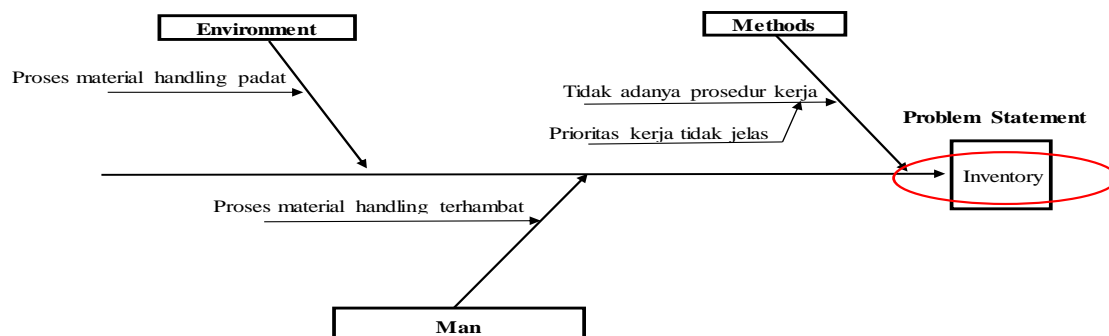 Environment
Methods
Proses material handling padat
Tidak adanya prosedur kerja
Prioritas kerja tidak jelas
Problem Statement
Inventory
Proses material handling terhambat
Man